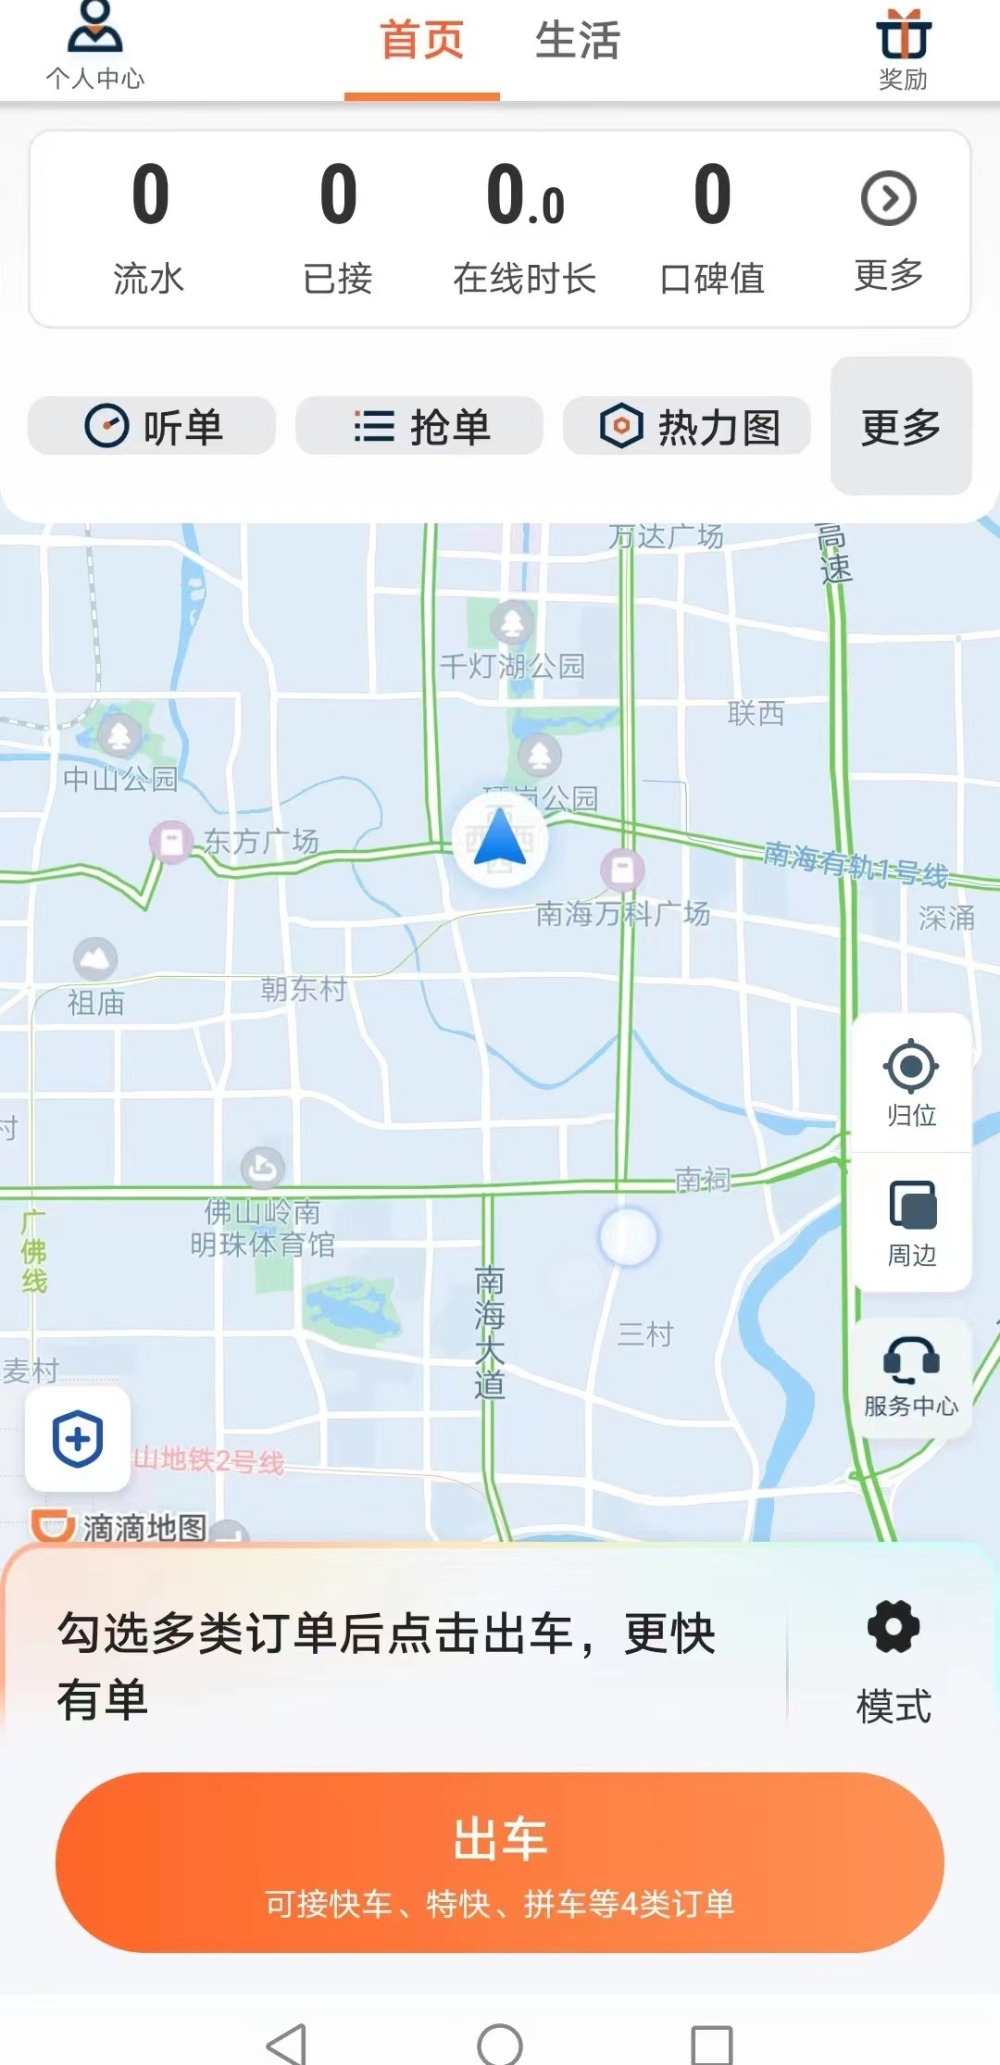 首页
生活
个人中心
奖励
0
0
0.0
0
流水
已接
在线时长
口碑值
更多
听单
抢单
热力图
更多
万达广场
高速
千灯湖公园
联西
中山公园
公园
东方广场
南海有轨1号线
南海万科广场
深涌
祖庙
朝东村
归位
村
南祠
佛山岭南
明珠体育馆
广佛线
周边
南海大道
三村
麦村
服务中心
山地铁2号线
滴滴地图
勾选多类订单后点击出车，更快
有单
模式
出车
可接快车、特快、拼车等4类订单